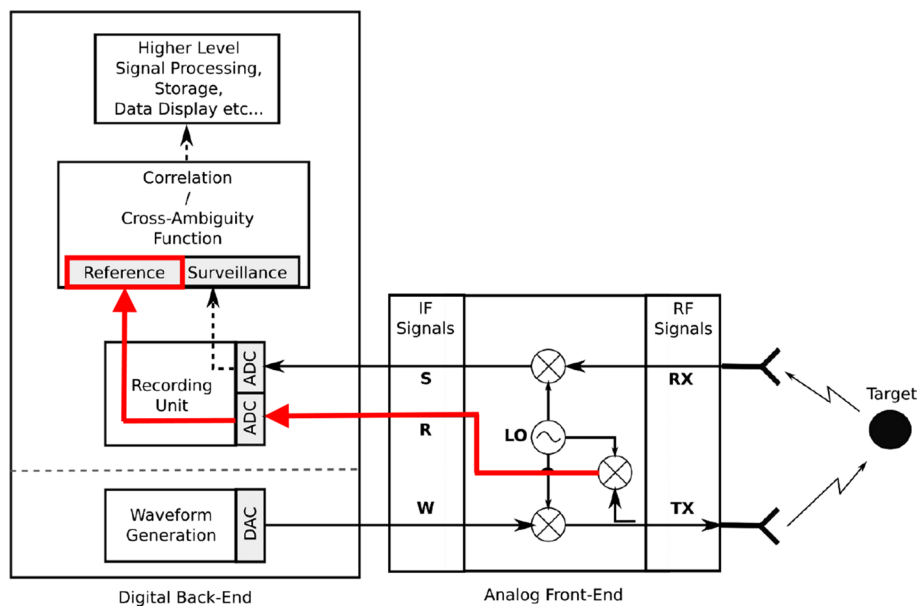 Higher Level
Signal Processing,
Storage,
Data Display etc...
Correlation
/
Cross-Ambiguity
Function
Reference
Surveillance
IF
Signals
RF
Signals
ADC
S
RX
Target
Recording
Unit
ADC
R
LO
Waveform
Generation
DAC
W
TX
Digital Back-End
Analog Front-End